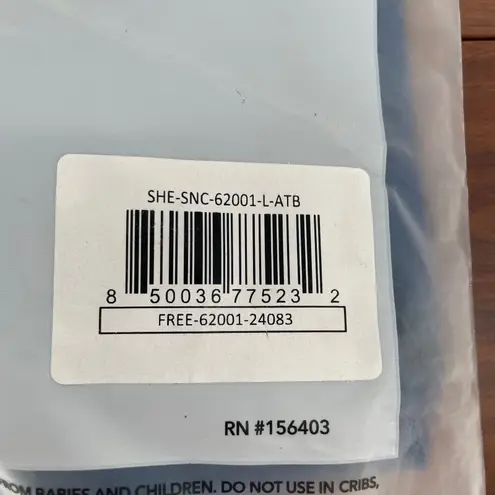 SHE-SNC-62001-L-ATB
8 50036 77523 2
FREE-62001-24083
RN #156403
FROM BABIES AND CHILDREN. DO NOT USE IN CRIBS,